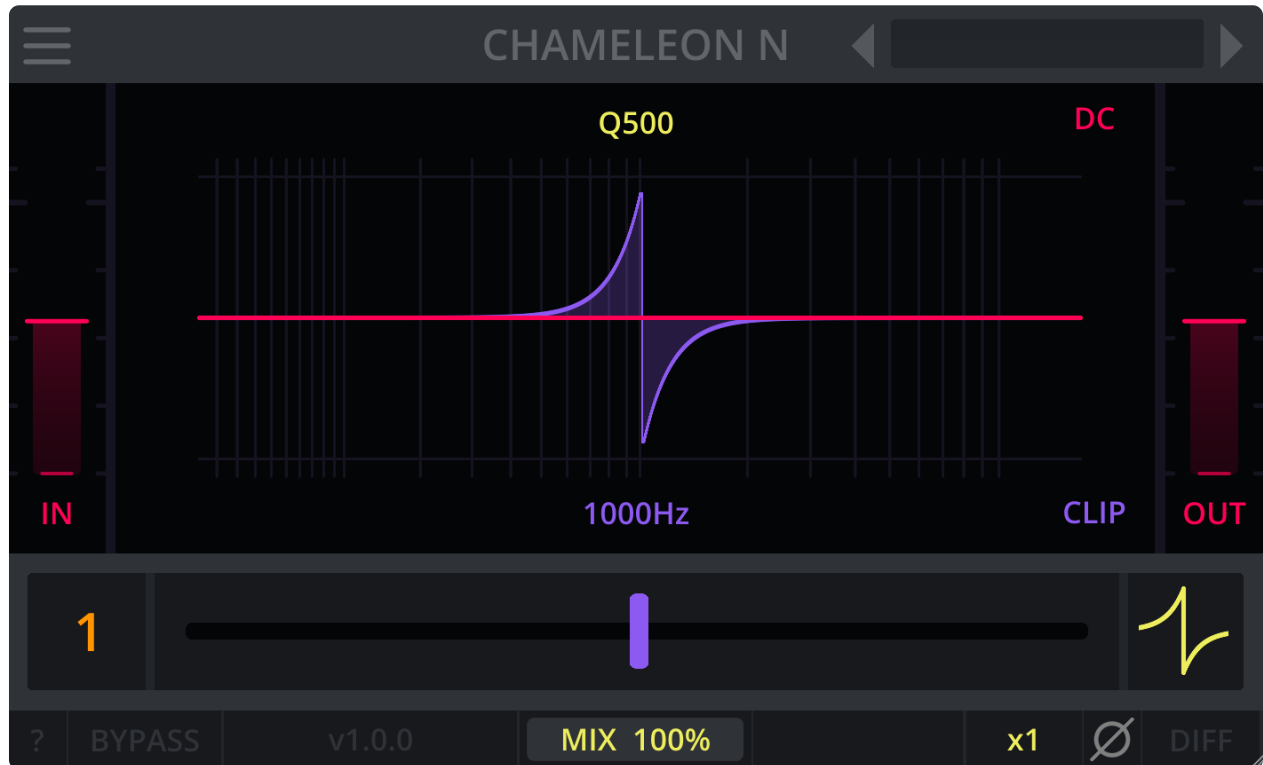 CHAMELEON N
Q500
DC
IN
1000Hz
CLIP
OUT
1
?
BYPASS
v1.0.0
MIX 100%
x1
DIFF